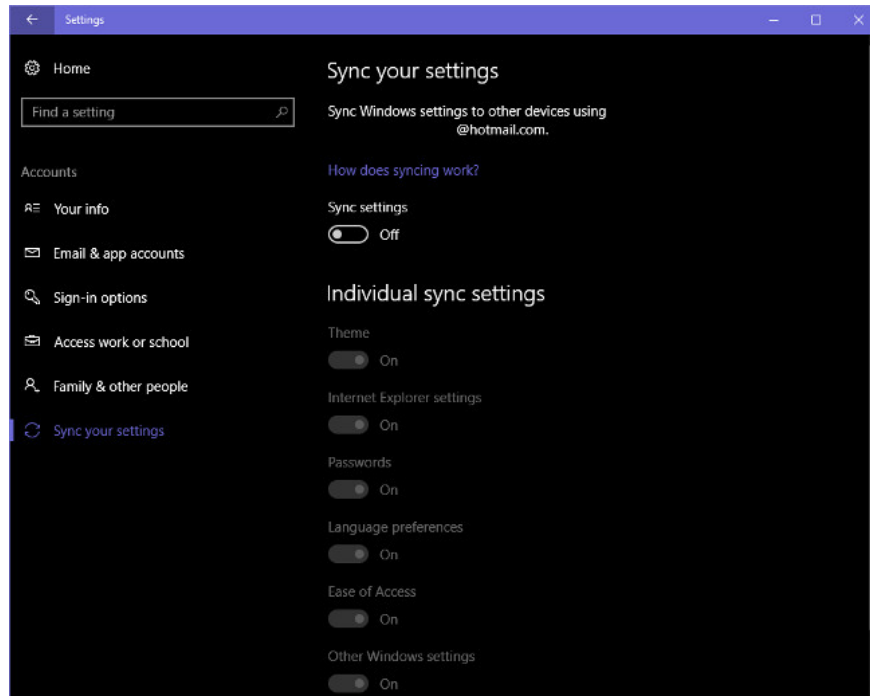 Settings
Home
Find a setting
Accounts
Your info
Email & app accounts
Sign-in options
Access work or school
Family & other people
Sync your settings
Sync your settings
Sync Windows settings to other devices using
@hotmail.com.
How does syncing work?
Sync settings
Off
Individual sync settings
Theme
On
Internet Explorer settings
On
Passwords
On
Language preferences
On
Ease of Access
On
Other Windows settings
On